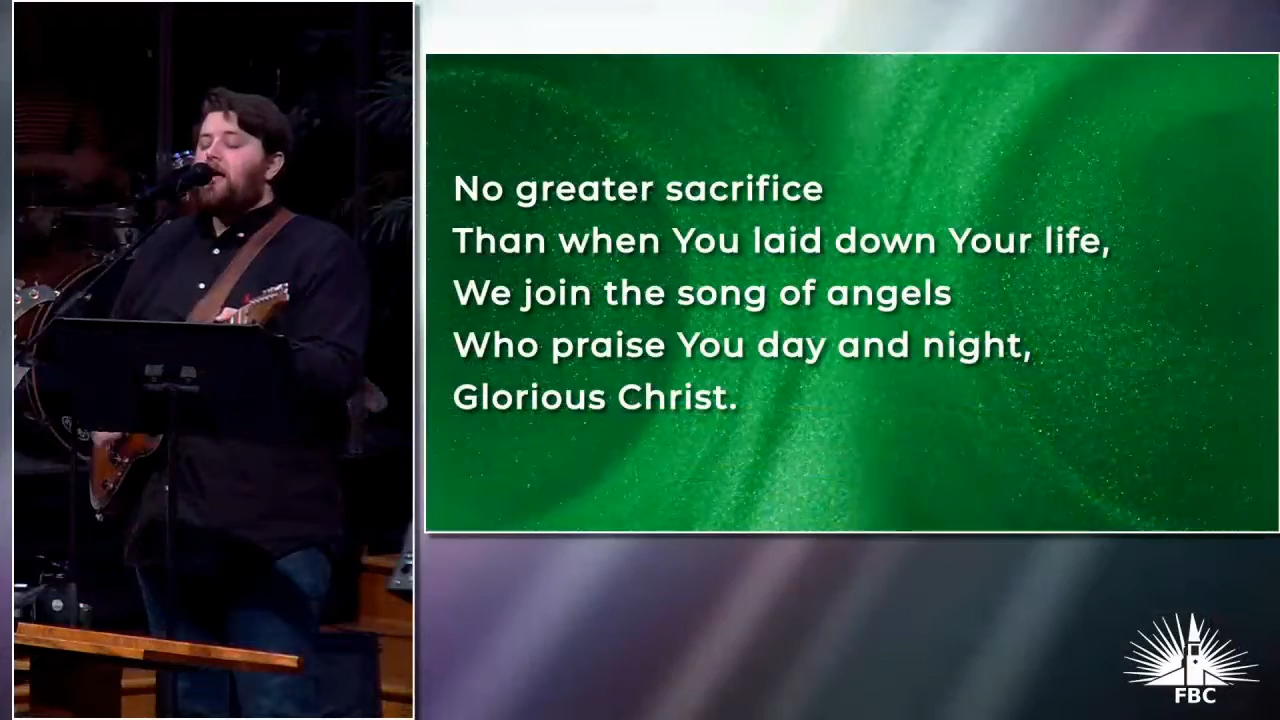 No greater sacrifice
Than when You laid down Your life,
We join the song of angels
Who praise You day and night,
Glorious Christ.
FBC